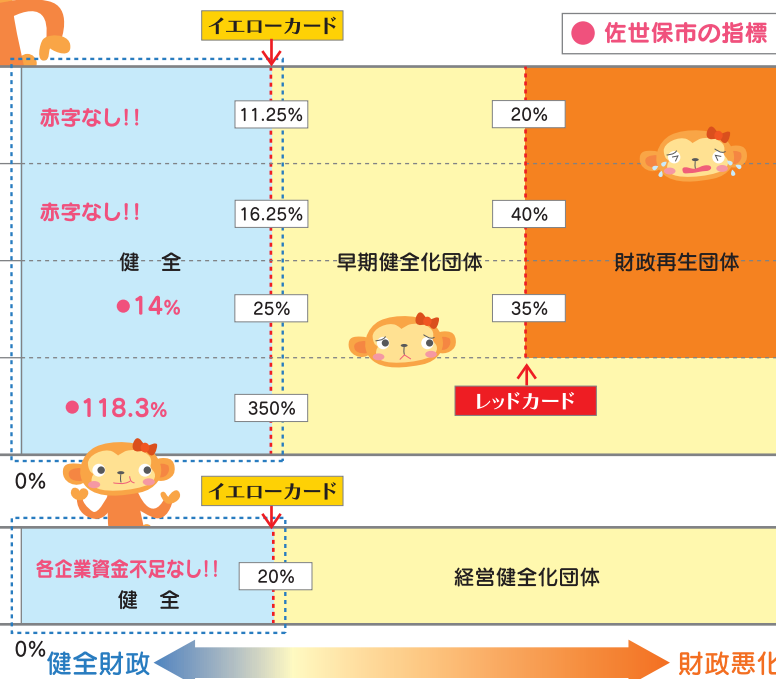 イエローカード
● 佐世保市の指標
赤字なし!!
11.25%
20%
赤字なし!!
16.25%
40%
健 全
早期健全化団体
財政再生団体
●14%
25%
35%
●118.3%
350%
レッドカード
0%
イエローカード
各企業資金不足なし!!
健 全
20%
経営健全化団体
0%
健全財政
財政悪化